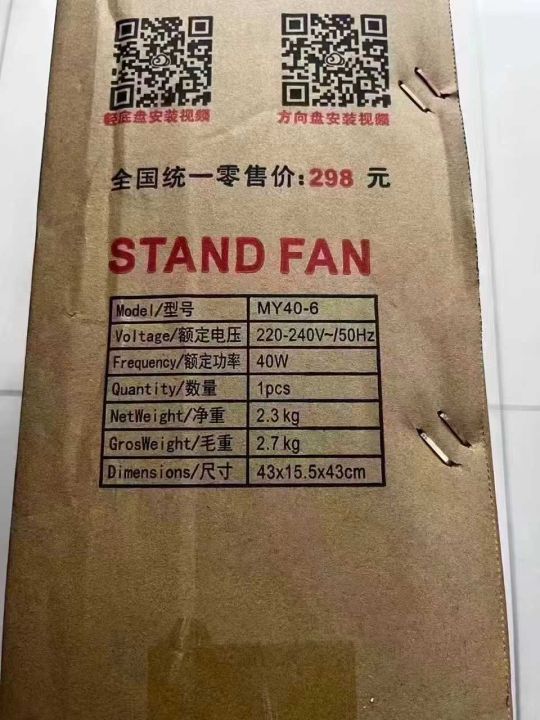 轻底盘安装视频
方向盘安装视频
全国统一零售价:298 元
STAND FAN
Model/型号 MY40-6
Voltage/额定电压 220-240V~/50Hz
Frequency/额定功率 40W
Quantity/数量 1pcs
NetWeight/净重 2.3kg
GrosWeight/毛重 2.7kg
Dimensions/尺寸 43x15.5x43cm